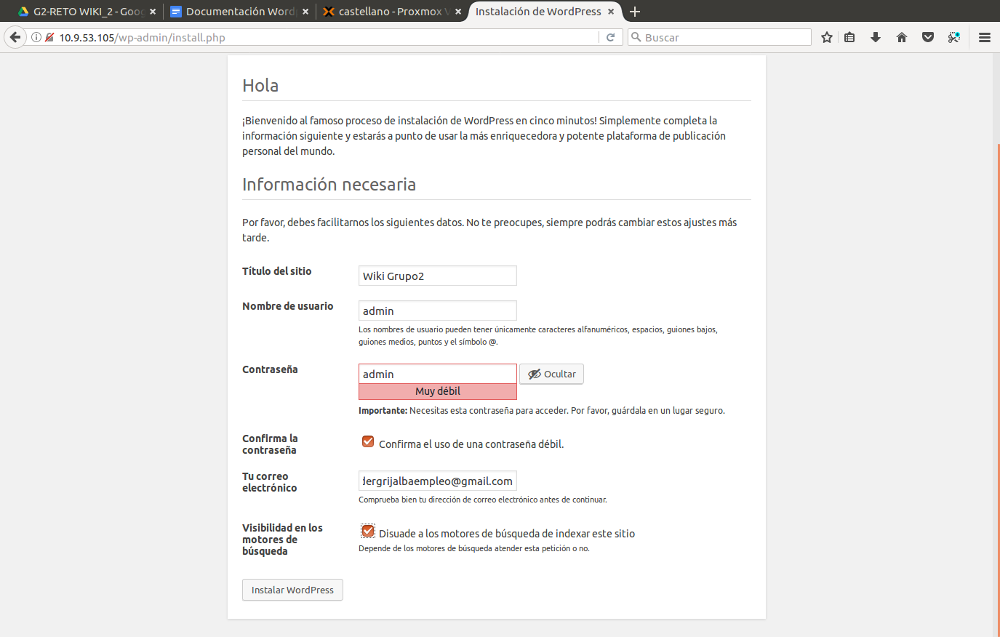 G2-RETO WIKI_2 - Goog
Documentación Word
castellano - Proxmox V
Instalación de WordPress
10.9.53.105/wp-admin/install.php
Buscar
Hola
¡Bienvenido al famoso proceso de instalación de WordPress en cinco minutos! Simplemente completa la
información siguiente y estarás a punto de usar la más enriquecedora y potente plataforma de publicación
personal del mundo.
Información necesaria
Por favor, debes facilitarnos los siguientes datos. No te preocupes, siempre podrás cambiar estos ajustes más
tarde.
Título del sitio
Wiki Grupo2
Nombre de usuario
admin
Los nombres de usuario pueden tener únicamente caracteres alfanuméricos, espacios, guiones bajos,
guiones medios, puntos y el símbolo @.
Contraseña
admin
Ocultar
Muy débil
Importante: Necesitas esta contraseña para acceder. Por favor, guárdala en un lugar seguro.
Confirma la
contraseña
Confirma el uso de una contraseña débil.
Tu correo
electrónico
dergrijalbaempleo@gmail.com
Comprueba bien tu dirección de correo electrónico antes de continuar.
Visibilidad en los
motores de
búsqueda
Disuade a los motores de búsqueda de indexar este sitio
Depende de los motores de búsqueda atender esta petición o no.
Instalar WordPress